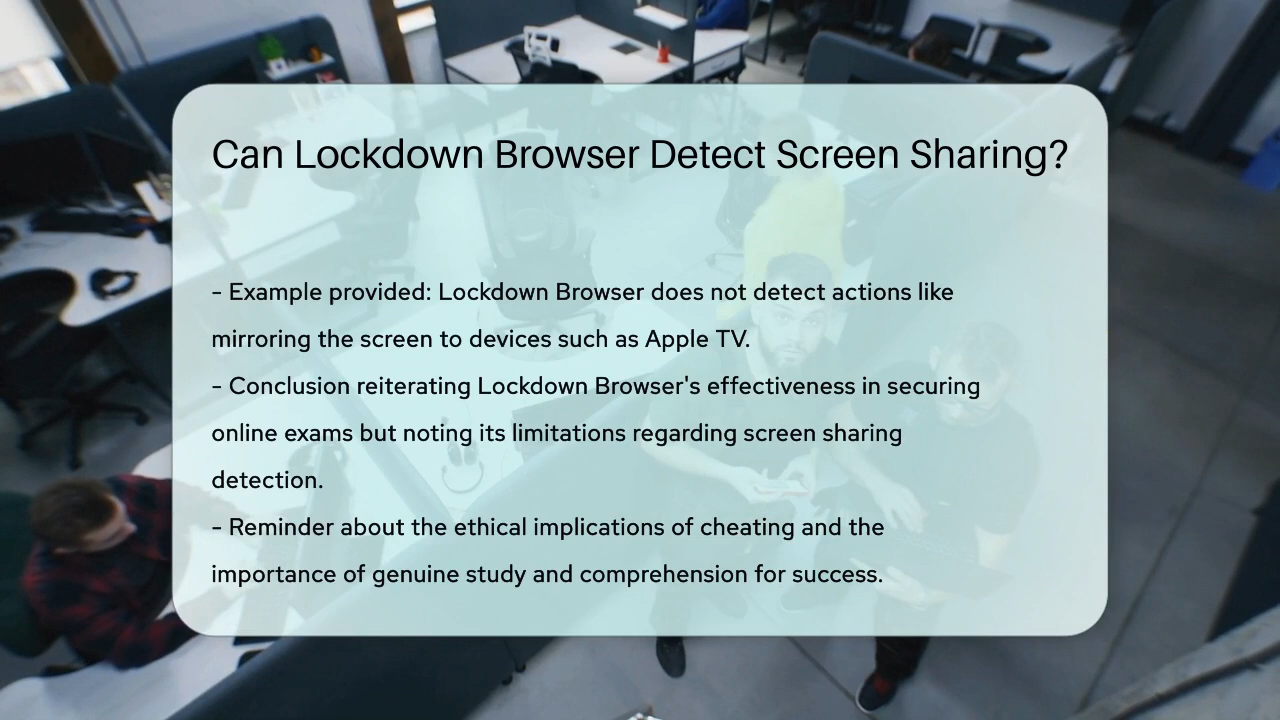 Can Lockdown Browser Detect Screen Sharing?
- Example provided: Lockdown Browser does not detect actions like
mirroring the screen to devices such as Apple TV.
- Conclusion reiterating Lockdown Browser's effectiveness in securing
online exams but noting its limitations regarding screen sharing
detection.
- Reminder about the ethical implications of cheating and the
importance of genuine study and comprehension for success.